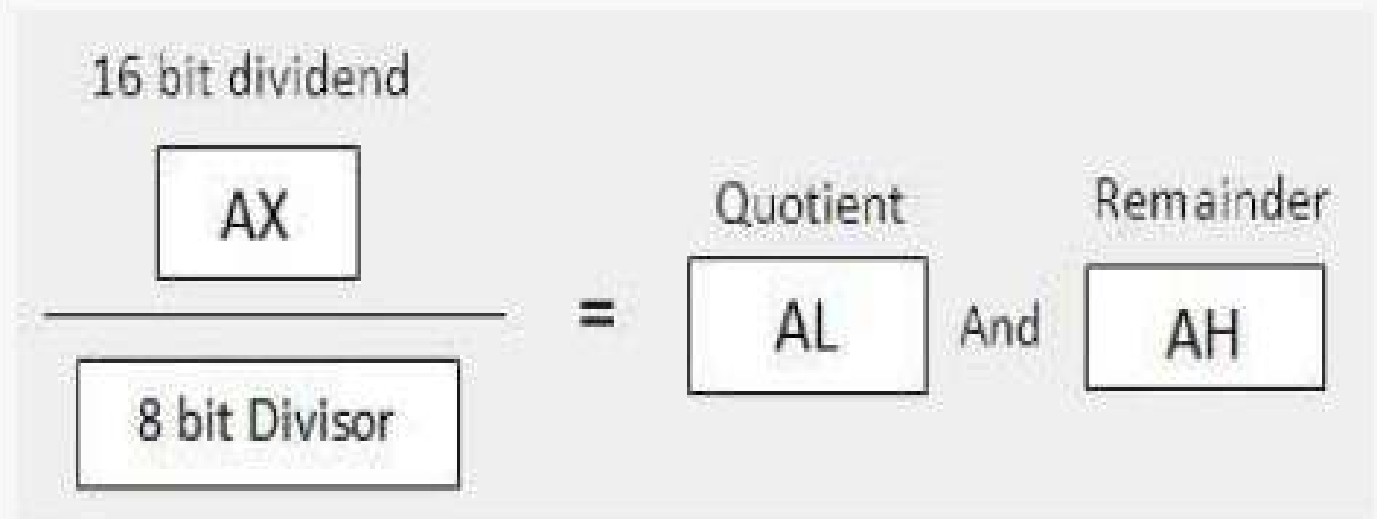 16 bit dividend
AX
8 bit Divisor
=
Quotient
AL
And
Remainder
AH